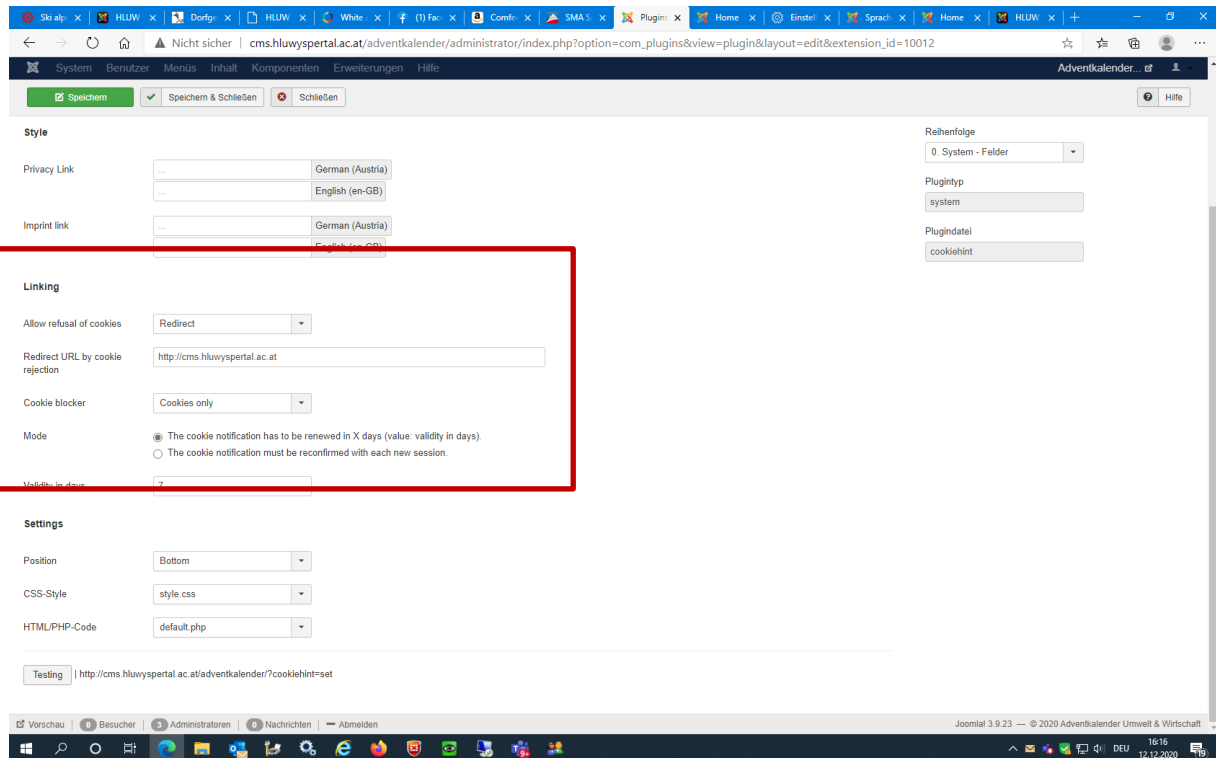 Ski alp
HLUW
Dorfge
HLUW
White
(1) Fac
Comfe
SMA S
Plugins
Home
Einstell
Sprach
Home
HLUW
Nicht sicher | cms.hluwyspertal.ac.at/adventkalender/administrator/index.php?option=com_plugins&view=plugin&layout=edit&extension_id=10012
System Benutzer Menüs Inhalt Komponenten Erweiterungen Hilfe Adventkalender...
Speichern Speichern & Schließen Schließen Hilfe
Style
Privacy Link
... German (Austria)
... English (en-GB)
Imprint link
... German (Austria)
English (en-GB)
Linking
Allow refusal of cookies Redirect
Redirect URL by cookie
rejection
http://cms.hluwyspertal.ac.at
Cookie blocker Cookies only
Mode The cookie notification has to be renewed in X days (value: validity in days).
The cookie notification must be reconfirmed with each new session.
Validity in days 7
Settings
Position Bottom
CSS-Style style.css
HTML/PHP-Code default.php
Testing | http://cms.hluwyspertal.ac.at/adventkalender/?cookiehint=set
Reihenfolge
0. System - Felder
Plugintyp
system
Plugindatei
cookiehint
Vorschau | 0 Besucher | 3 Administratoren | 0 Nachrichten | Abmelden Joomla! 3.9.23 — © 2020 Adventkalender Umwelt & Wirtschaft
DEU 16:16
12.12.2020
19